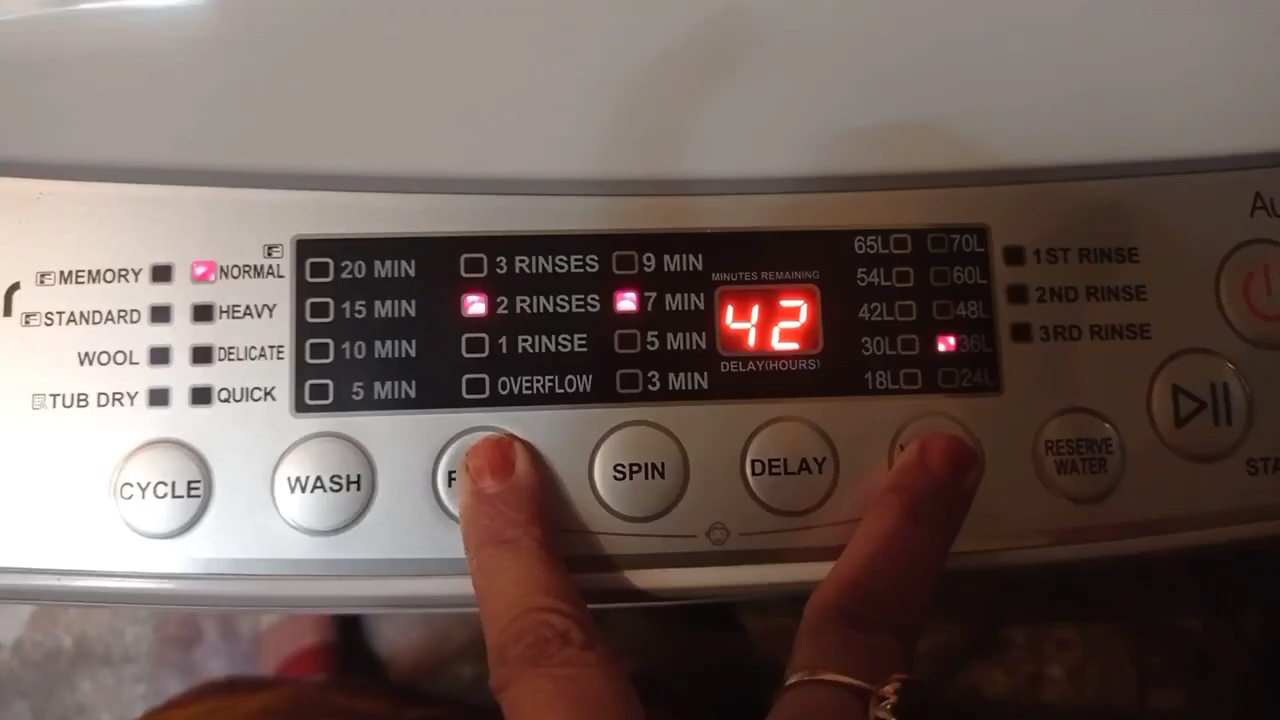 MEMORY
STANDARD
WOOL
TUB DRY
NORMAL
HEAVY
DELICATE
QUICK
20 MIN
15 MIN
10 MIN
5 MIN
3 RINSES
2 RINSES
1 RINSE
OVERFLOW
9 MIN
7 MIN
5 MIN
3 MIN
MINUTES REMAINING
42
DELAY(HOURS)
65L 70L
54L 60L
42L 48L
30L 36L
18L 24L
1ST RINSE
2ND RINSE
3RD RINSE
CYCLE
WASH
SPIN
DELAY
RESERVE
WATER